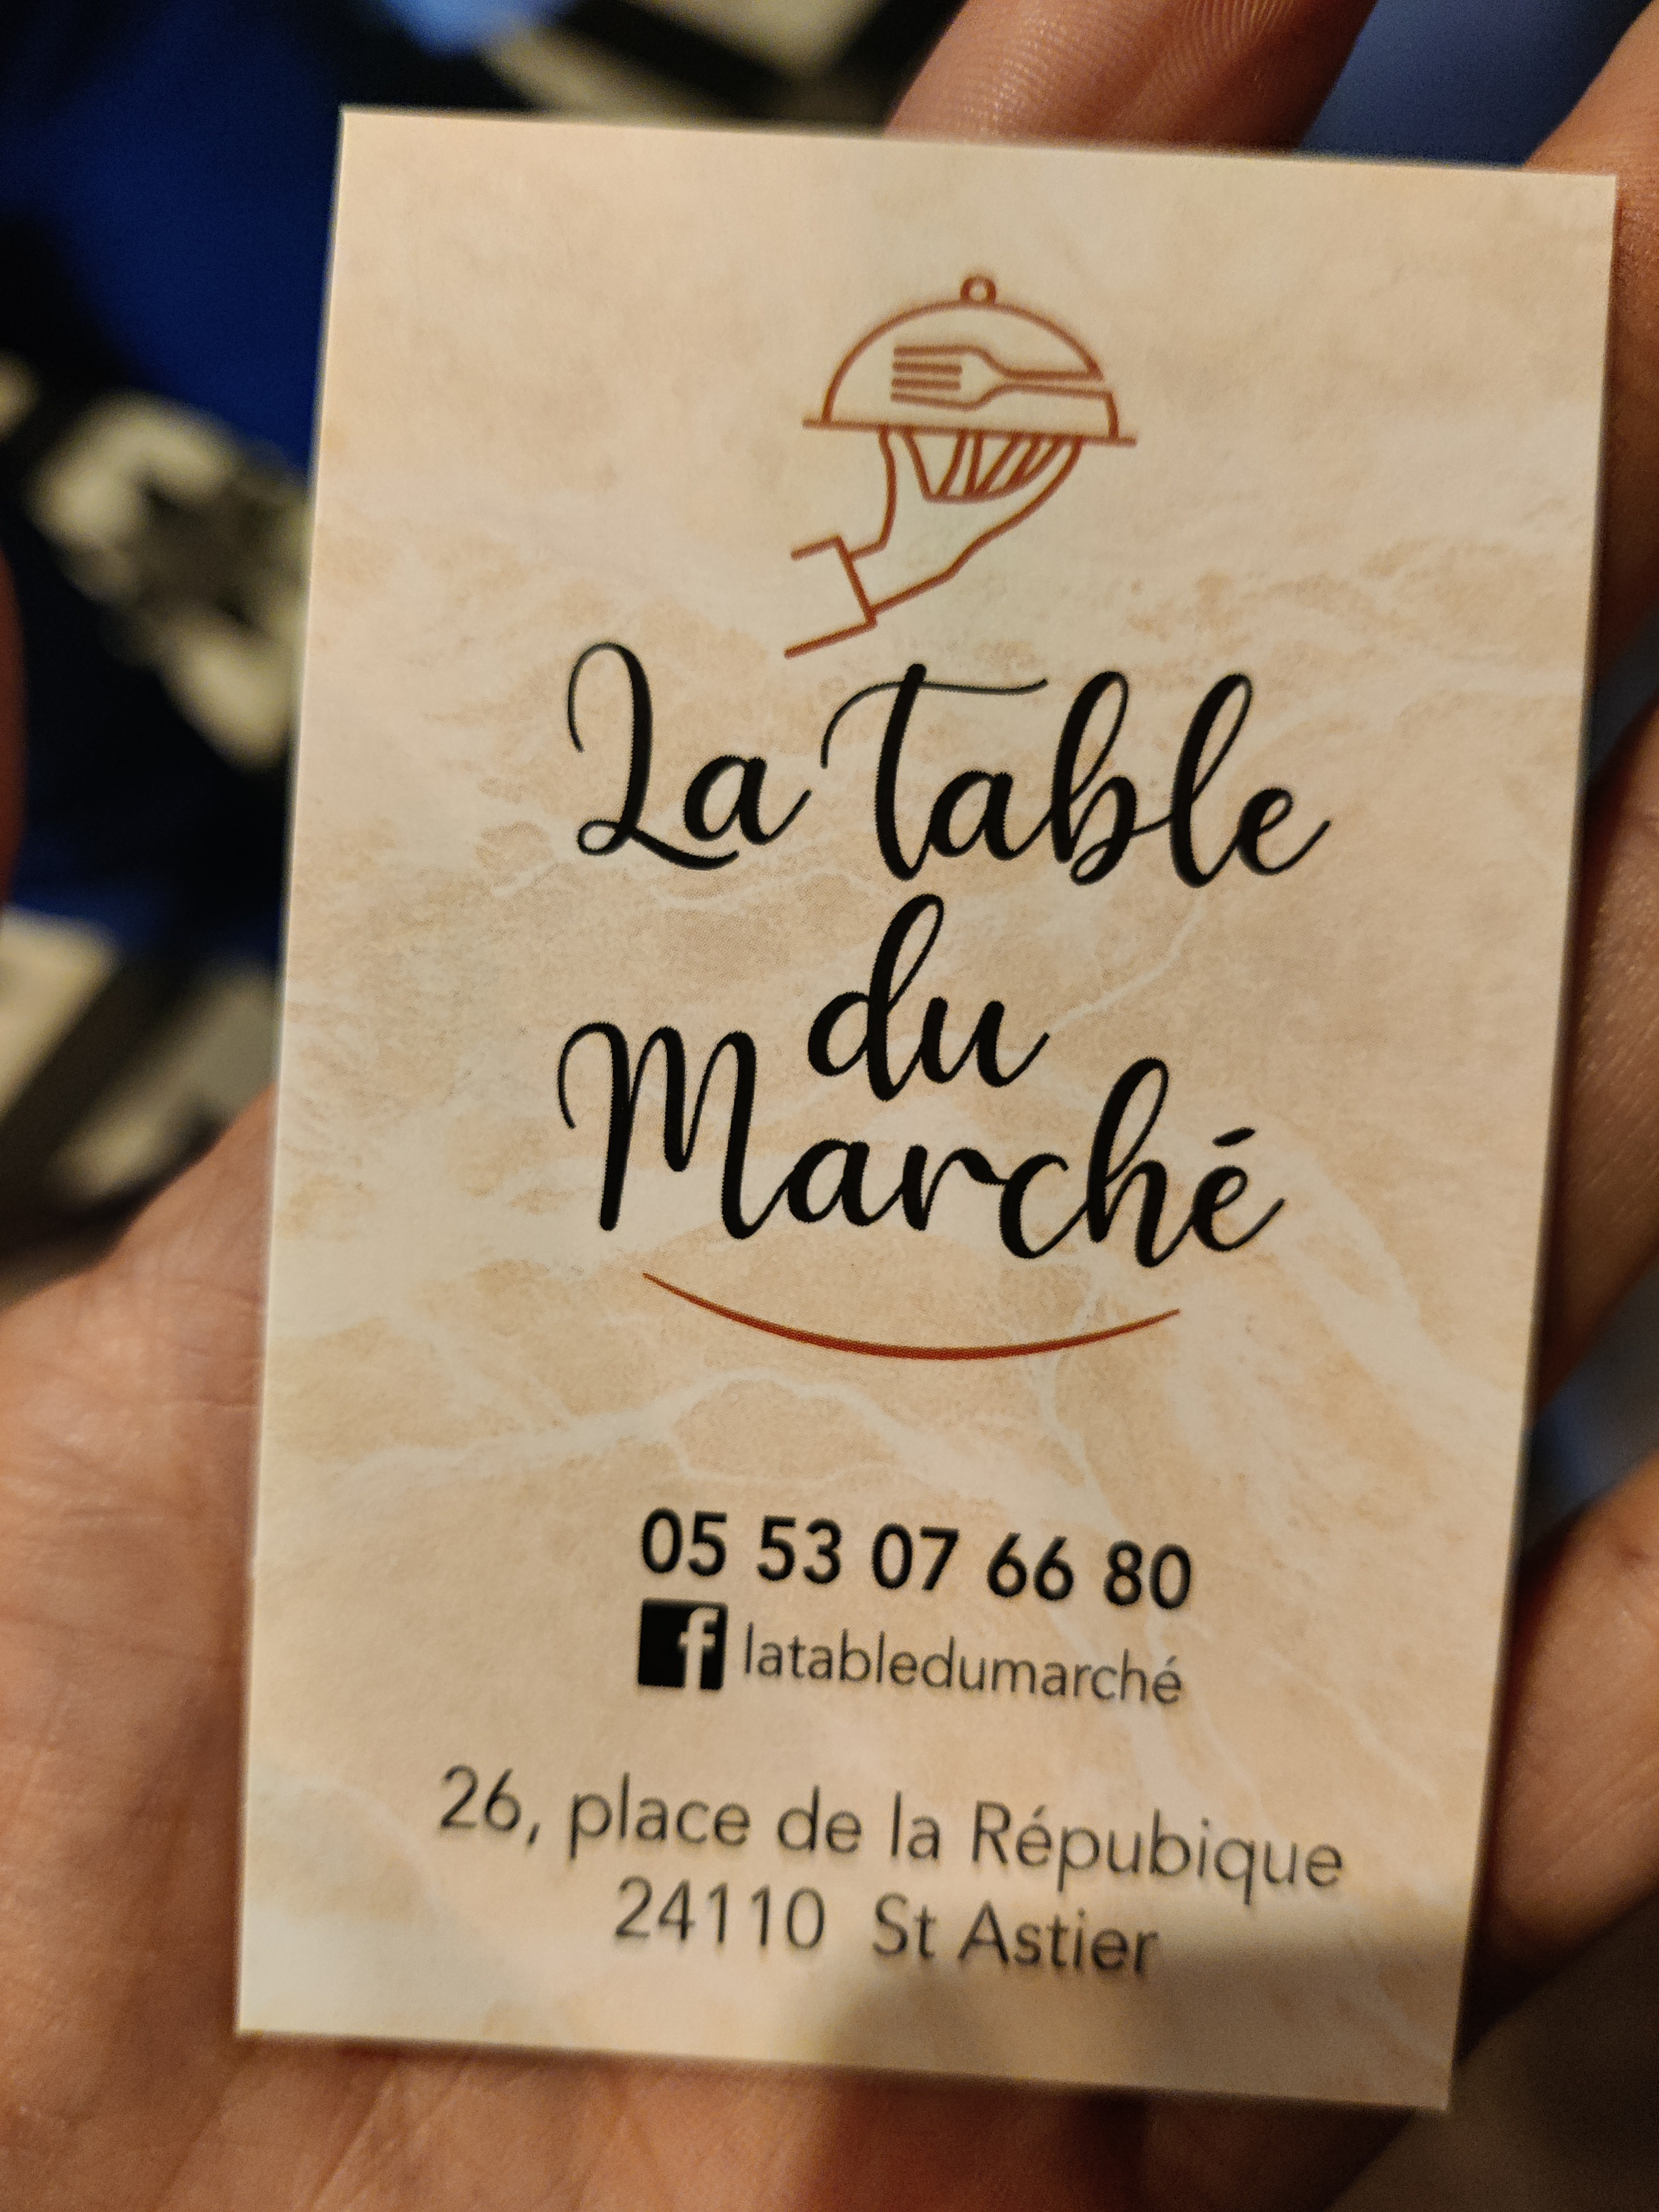 La table
du
Marché
05 53 07 66 80
f latabledumarché
26, place de la Répubique
24110 St Astier